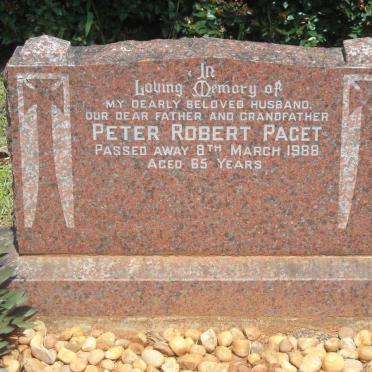 In
Loving Memory of
MY DEARLY BELOVED HUSBAND,
OUR DEAR FATHER AND GRANDFATHER
PETER ROBERT PAGET
PASSED AWAY 8TH MARCH 1988
AGED 65 YEARS